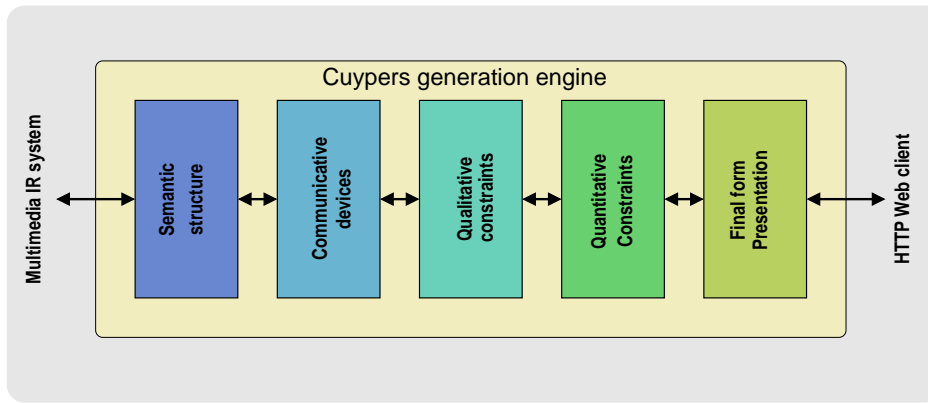 Cuypers generation engine
Multimedia IR system
Semantic
structure
Communicative
devices
Qualitative
constraints
Quantitative
Constraints
Final form
Presentation
HTTP Web client